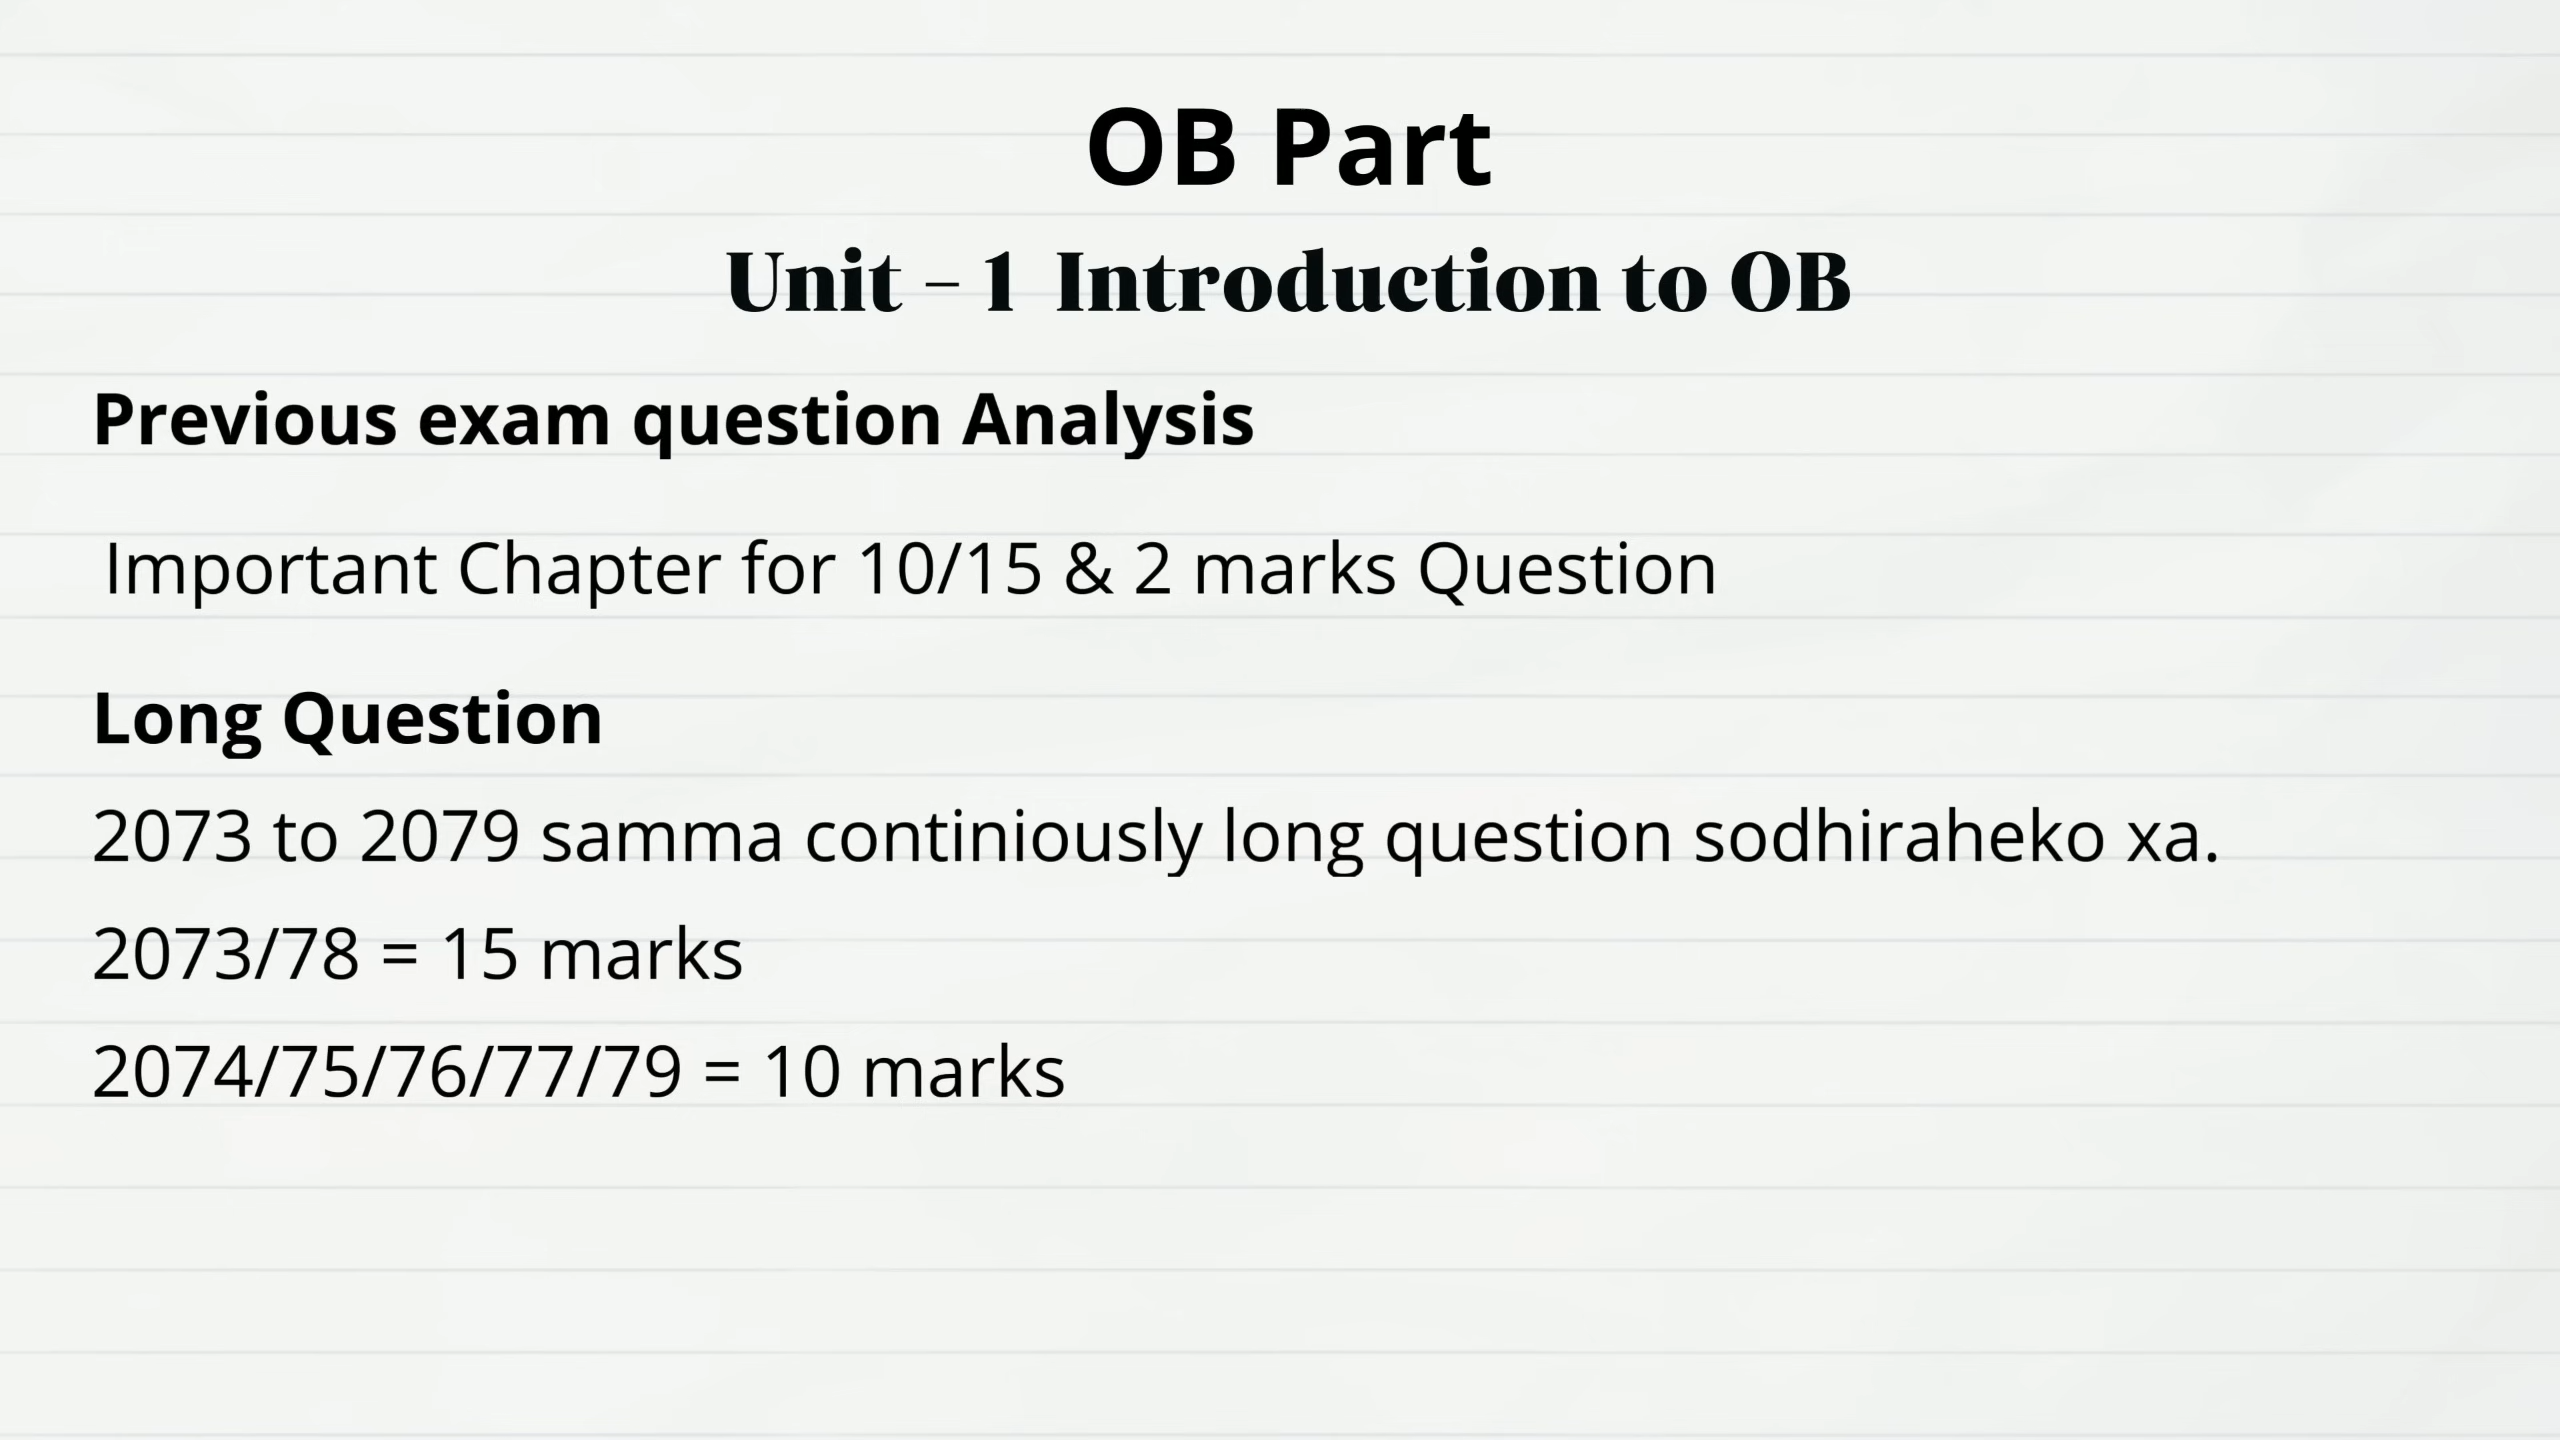 OB Part
Unit – 1 Introduction to OB
Previous exam question Analysis
Important Chapter for 10/15 & 2 marks Question
Long Question
2073 to 2079 samma continiously long question sodhiraheko xa.
2073/78 = 15 marks
2074/75/76/77/79 = 10 marks